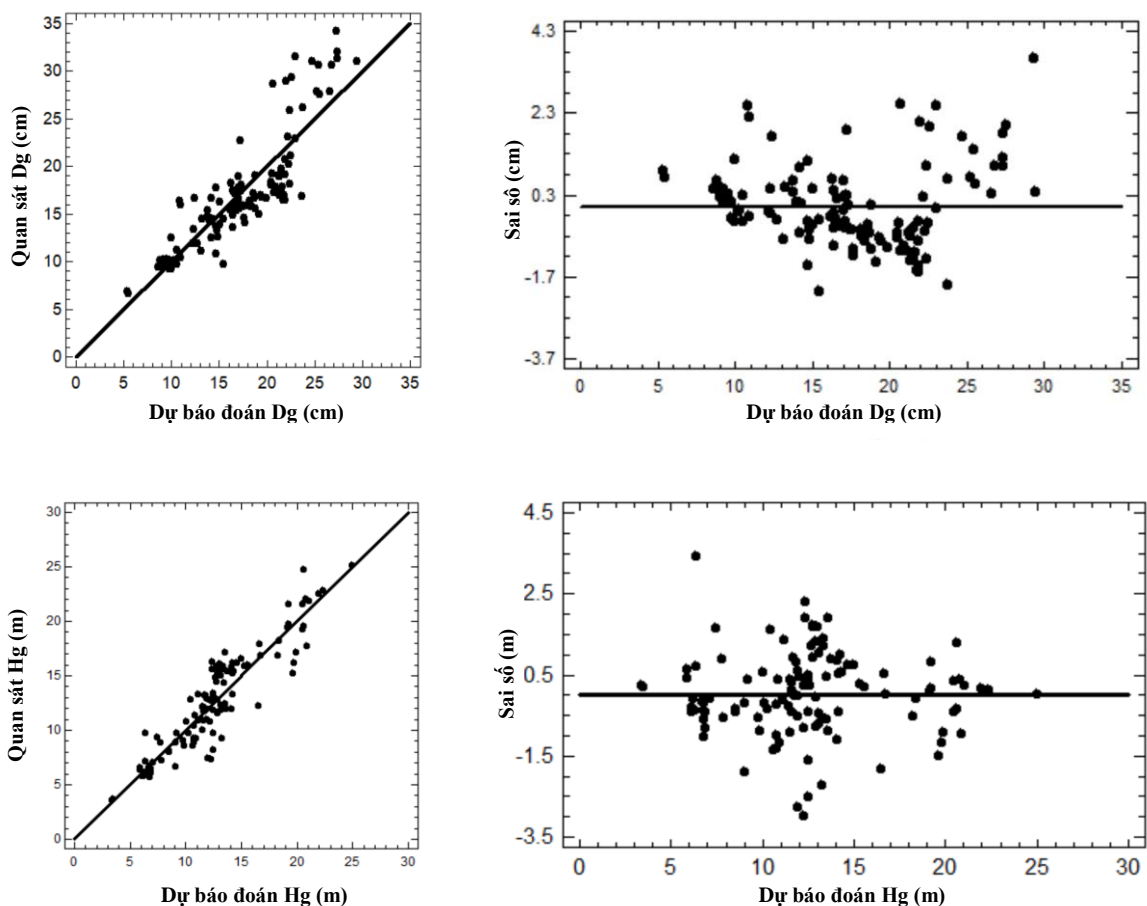 35
30
25
20
15
10
5
0
Quan sát Dg (cm)
0 5 10 15 20 25 30 35
Dự báo đoán Dg (cm)
4.3
2.3
0.3
-1.7
-3.7
Sai sô (cm)
0 5 10 15 20 25 30 35
Dự báo đoán Dg (cm)
30
25
20
15
10
5
0
Quan sát Hg (m)
0 5 10 15 20 25 30
Dự báo đoán Hg (m)
4.5
2.5
0.5
-1.5
-3.5
Sai số (m)
0 5 10 15 20 25 30
Dự báo đoán Hg (m)